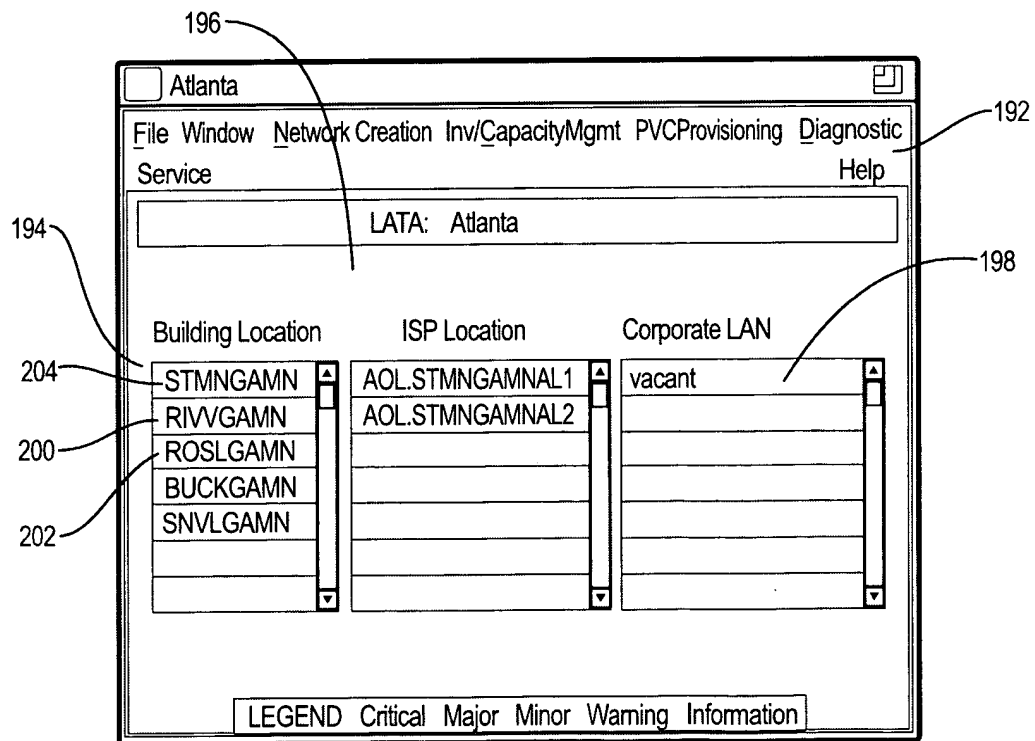 196
Atlanta
File Window Network Creation Inv/CapacityMgmt PVCProvisioning Diagnostic
192
Service Help
LATA: Atlanta
194
198
Building Location ISP Location Corporate LAN
204 STMNGAMN AOL.STMNGAMNAL1 vacant
200 RIVVGAMN AOL.STMNGAMNAL2
ROSLGAMN
BUCKGAMN
202 SNVLGAMN
LEGEND Critical Major Minor Warning Information